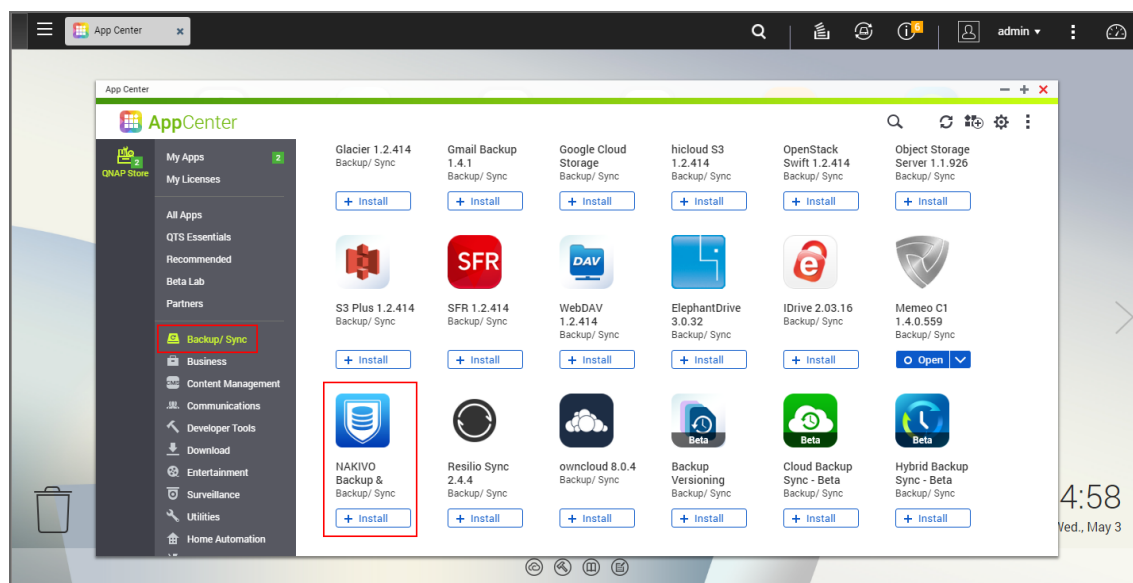 App Center
6
admin
App Center
AppCenter
2
QNAP Store
My Apps 2
My Licenses
All Apps
QTS Essentials
Recommended
Beta Lab
Partners
Backup/ Sync
Business
Content Management
Communications
Developer Tools
Download
Entertainment
Surveillance
Utilities
Home Automation
Glacier 1.2.414
Backup/ Sync
+ Install
Gmail Backup
1.4.1
Backup/ Sync
+ Install
Google Cloud
Storage
Backup/ Sync
+ Install
hicloud S3
1.2.414
Backup/ Sync
+ Install
OpenStack
Swift 1.2.414
Backup/ Sync
+ Install
Object Storage
Server 1.1.926
Backup/ Sync
+ Install
S3 Plus 1.2.414
Backup/ Sync
+ Install
SFR
SFR 1.2.414
Backup/ Sync
+ Install
DAV
WebDAV
1.2.414
Backup/ Sync
+ Install
ElephantDrive
3.0.32
Backup/ Sync
+ Install
e
IDrive 2.03.16
Backup/ Sync
+ Install
Memeo C1
1.4.0.559
Backup/ Sync
Open
NAKIVO
Backup &
Backup/ Sync
+ Install
Resilio Sync
2.4.4
Backup/ Sync
+ Install
owncloud 8.0.4
Backup/ Sync
+ Install
Beta
Backup
Versioning
Backup/ Sync
+ Install
Beta
Cloud Backup
Sync - Beta
Backup/ Sync
+ Install
Beta
Hybrid Backup
Sync - Beta
Backup/ Sync
+ Install
4:58
Wed., May 3